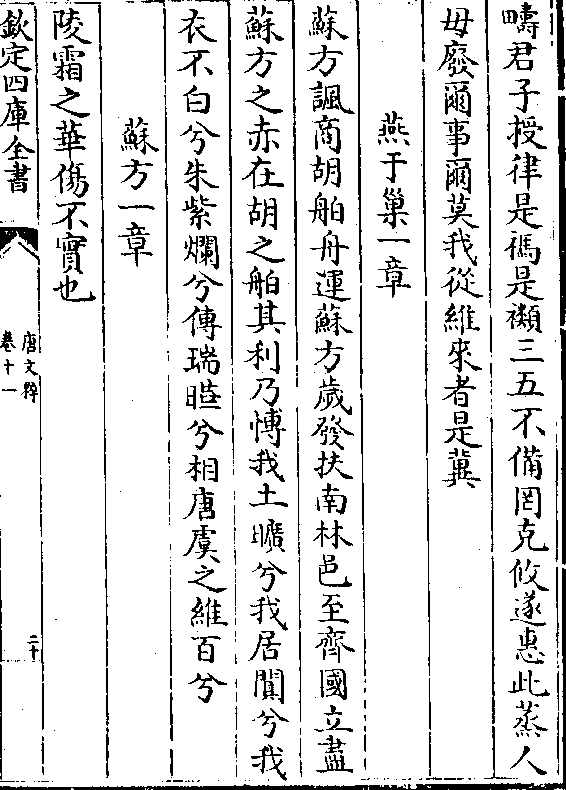 疇君子授律是禡是禷三五不備罔克攸遂惠此蒸人
毋廢爾事爾莫我從維來者是冀
燕于巢一章
蘇方諷商胡舶舟運蘇方歲發扶南林邑至齊國立盡
蘇方之赤在胡之舶其利乃博我土曠兮我居闐兮我
衣不白兮朱紫爛兮傳瑞曄兮相唐虞之維百兮
蘇方一章
陵霜之華傷不實也
欽定四庫全書
唐文粹
卷十一
二十